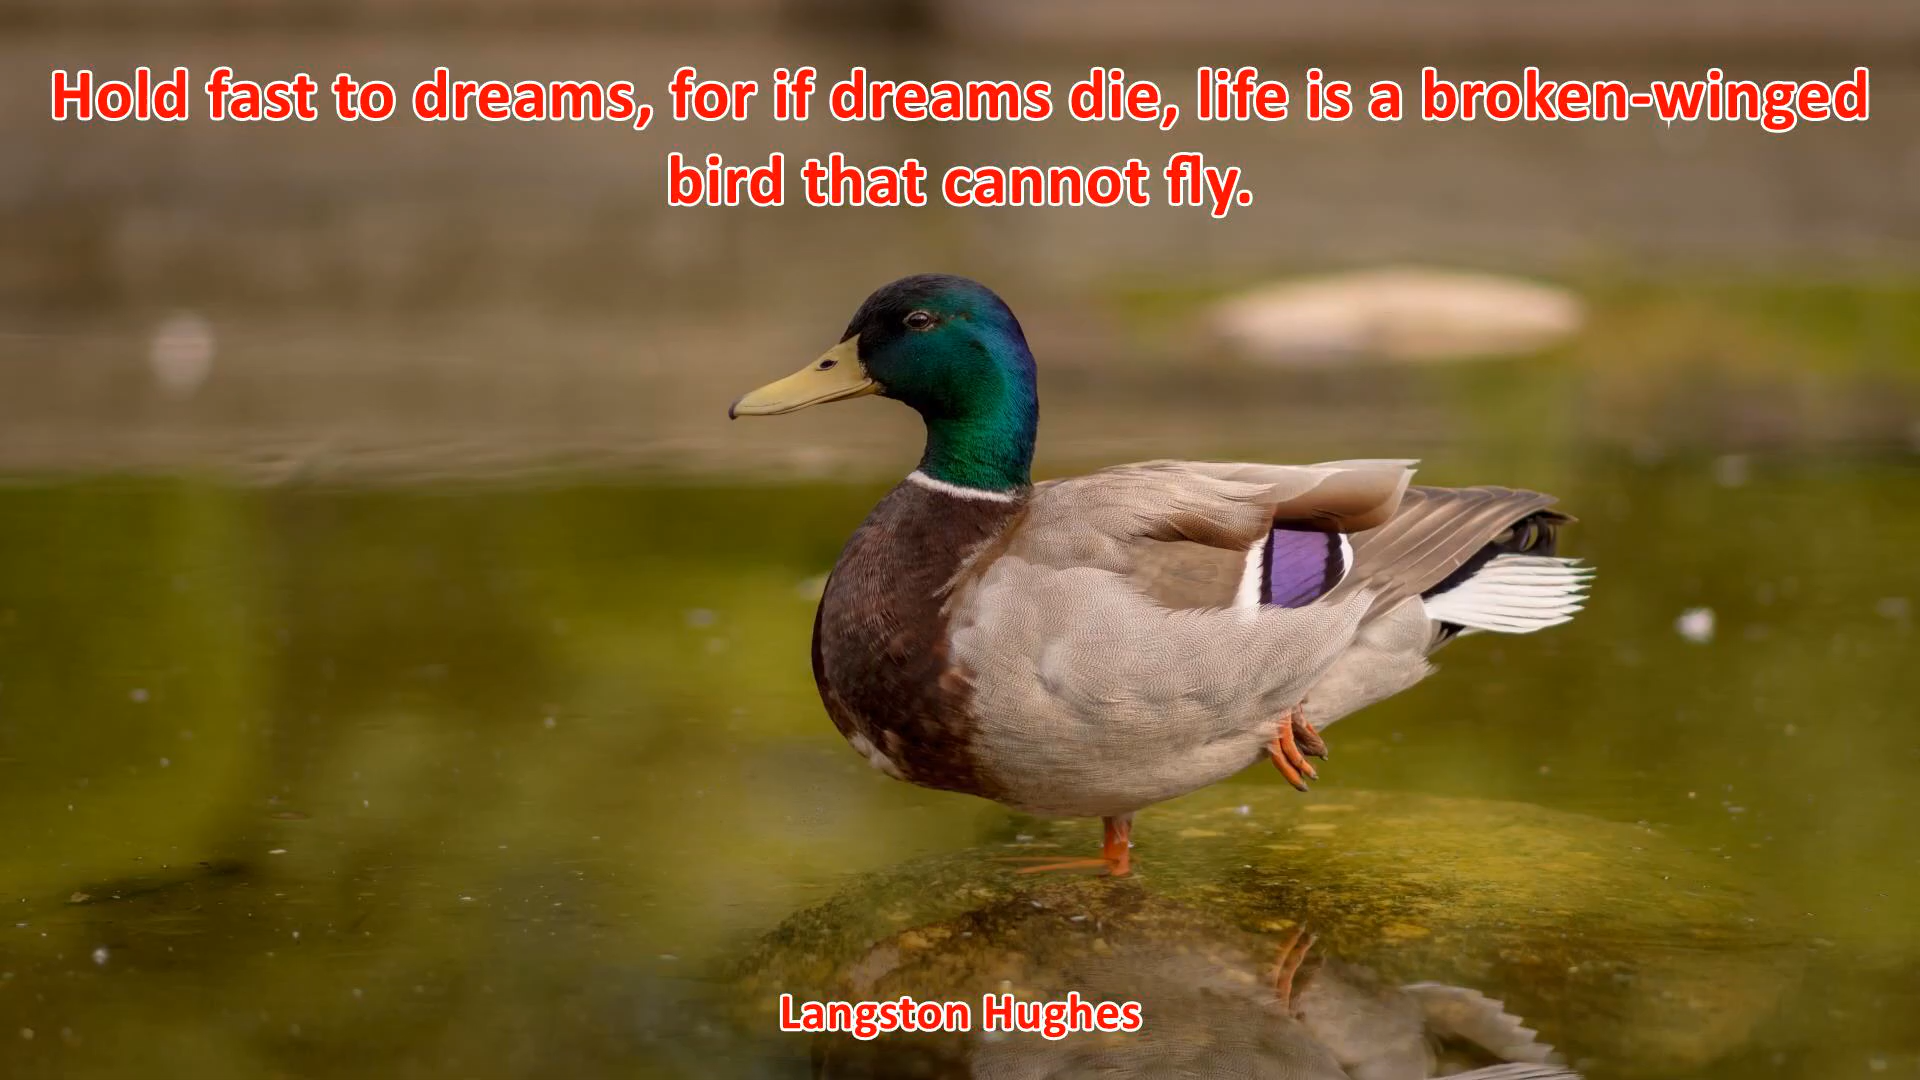 Hold fast to dreams, for if dreams die, life is a broken-winged
bird that cannot fly.
Langston Hughes